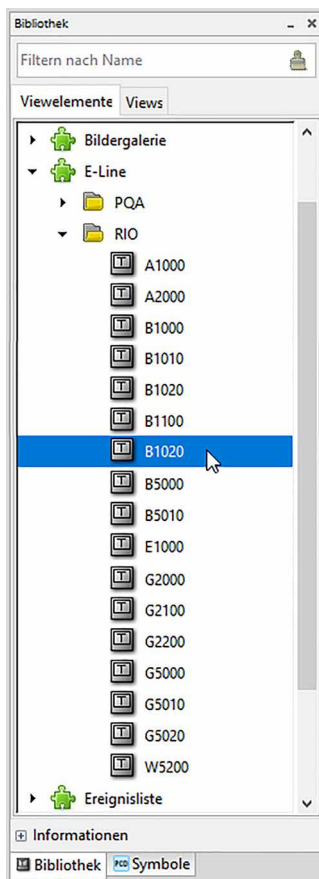 Bibliothek
Filtern nach Name
Viewelemente Views
Bildergalerie
E-Line
PQA
RIO
A1000
A2000
B1000
B1010
B1020
B1100
B1020
B5000
B5010
E1000
G2000
G2100
G2200
G5000
G5010
G5020
W5200
Ereignisliste
Informationen
Bibliothek PCD Symbole